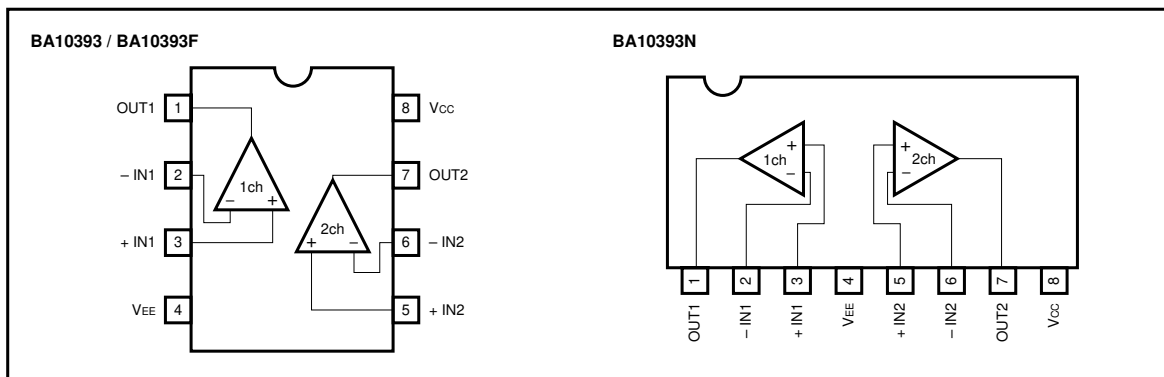 BA10393 / BA10393F
OUT1 1
8 VCC
– IN1 2
7 OUT2
1ch
– +
+ IN1 3
2ch
+ –
6 – IN2
VEE 4
5 + IN2
BA10393N
1ch
+
–
2ch
+
–
1 2 3 4 5 6 7 8
OUT1
– IN1
+ IN1
VEE
+ IN2
– IN2
OUT2
VCC